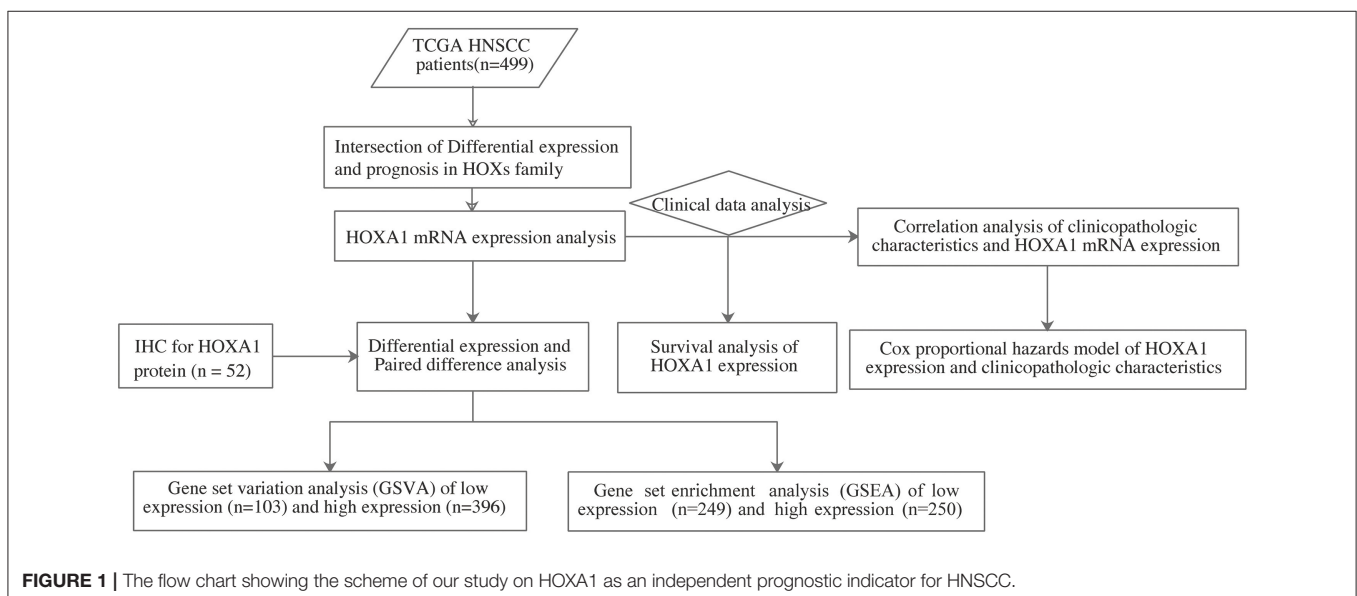 TCGA HNSCC
patients(n=499)
Intersection of Differential expression
and prognosis in HOXs family
Clinical data analysis
HOXA1 mRNA expression analysis
Correlation analysis of clinicopathologic
characteristics and HOXA1 mRNA expression
IHC for HOXA1
protein (n = 52)
Differential expression and
Paired difference analysis
Survival analysis of
HOXA1 expression
Cox proportional hazards model of HOXA1
expression and clinicopathologic characteristics
Gene set variation analysis (GSVA) of low
expression (n=103) and high expression (n=396)
Gene set enrichment analysis (GSEA) of low
expression (n=249) and high expression (n=250)
FIGURE 1 | The flow chart showing the scheme of our study on HOXA1 as an independent prognostic indicator for HNSCC.